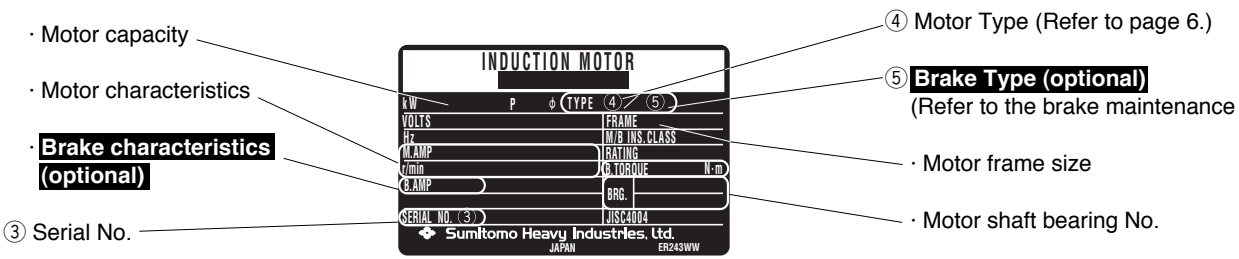 · Motor capacity
· Motor characteristics
· Brake characteristics
(optional)
③ Serial No.
INDUCTION MOTOR
kW P ϕ TYPE ④ ⑤
VOLTS FRAME
Hz M/B INS.CLASS
M.AMP RATING
r/min B.TORQUE N·m
B.AMP BRG.
SERIAL NO. ③ JISC4004
Sumitomo Heavy Industries, Ltd.
JAPAN ER243WW
④ Motor Type (Refer to page 6.)
⑤ Brake Type (optional)
(Refer to the brake maintenance
· Motor frame size
· Motor shaft bearing No.